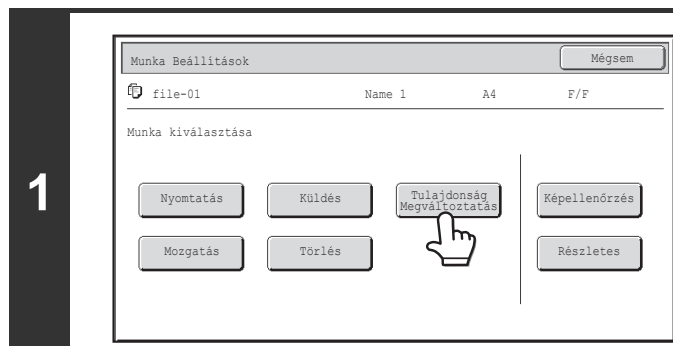 1
Munka Beállítások Mégsem
file-01 Name 1 A4 F/F
Munka kiválasztása
Nyomtatás Küldés Tulajdonság Megváltoztatás Képellenőrzés
Mozgatás Törlés Részletes